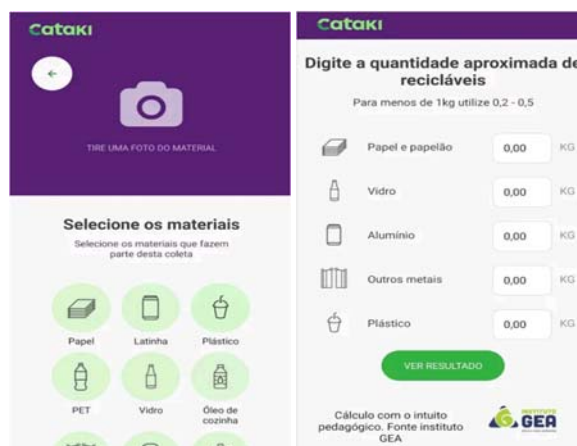 Cataki
TIRE UMA FOTO DO MATERIAL
Selecione os materiais
Selecione os materiais que fazem
parte desta coleta
Papel
Latinha
Plástico
PET
Vidro
Óleo de
cozinha
Cataki
Digite a quantidade aproximada de
recicláveis
Para menos de 1kg utilize 0,2 - 0,5
Papel e papelão 0,00 KG
Vidro 0,00 KG
Alumínio 0,00 KG
Outros metais 0,00 KG
Plástico 0,00 KG
VER RESULTADO
Cálculo com o intuito
pedagógico. Fonte instituto
GEA
INSTITUTO
GEA